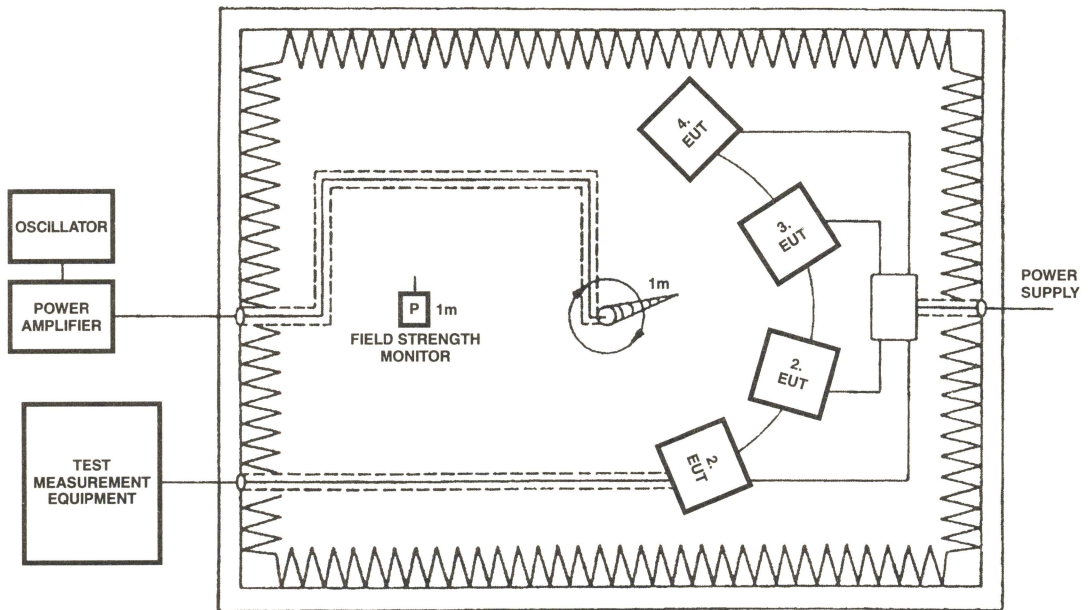 OSCILLATOR
POWER
AMPLIFIER
TEST
MEASUREMENT
EQUIPMENT
P 1m
FIELD STRENGTH
MONITOR
1m
4.
EUT
3.
EUT
2.
EUT
2.
EUT
POWER
SUPPLY